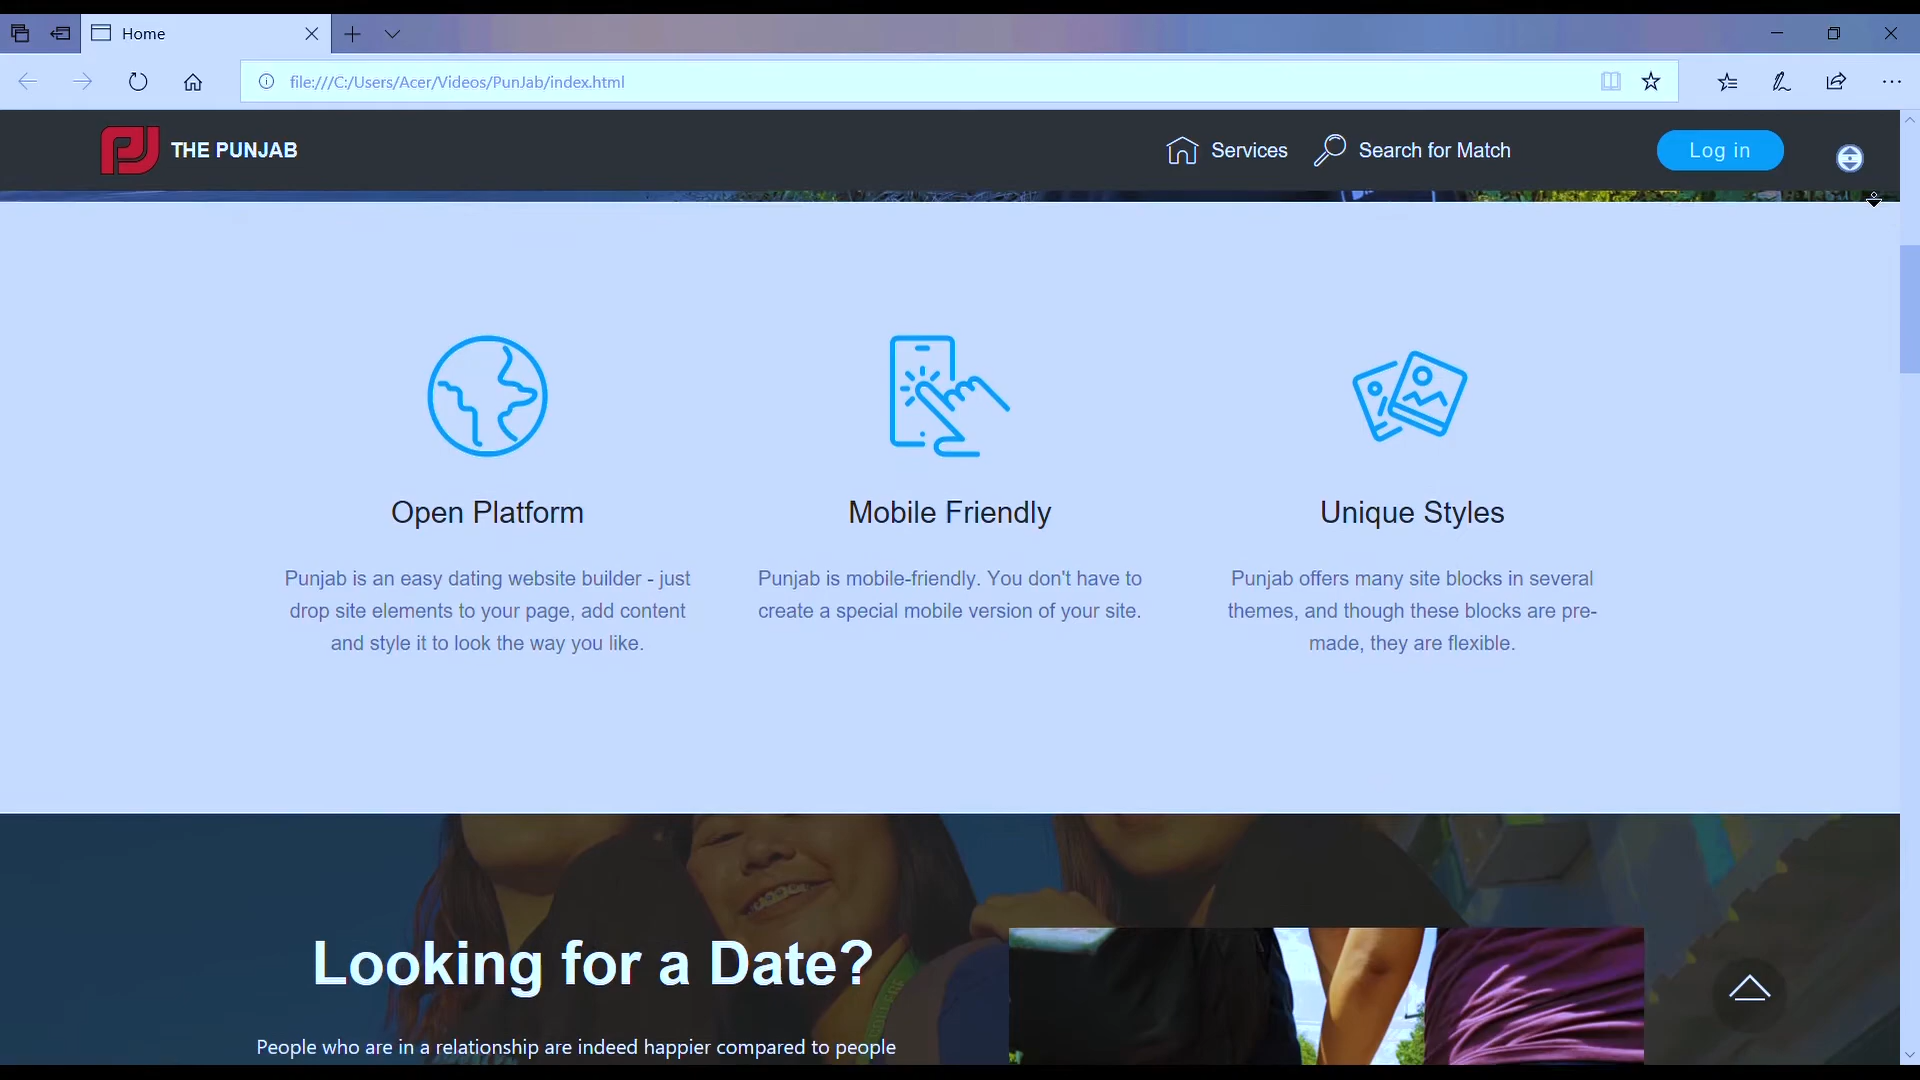 Home
file:///C:/Users/Acer/Videos/PunJab/index.html
THE PUNJAB
Services
Search for Match
Log in
Open Platform
Mobile Friendly
Unique Styles
Punjab is an easy dating website builder - just
drop site elements to your page, add content
and style it to look the way you like.
Punjab is mobile-friendly. You don't have to
create a special mobile version of your site.
Punjab offers many site blocks in several
themes, and though these blocks are pre-
made, they are flexible.
Looking for a Date?
People who are in a relationship are indeed happier compared to people